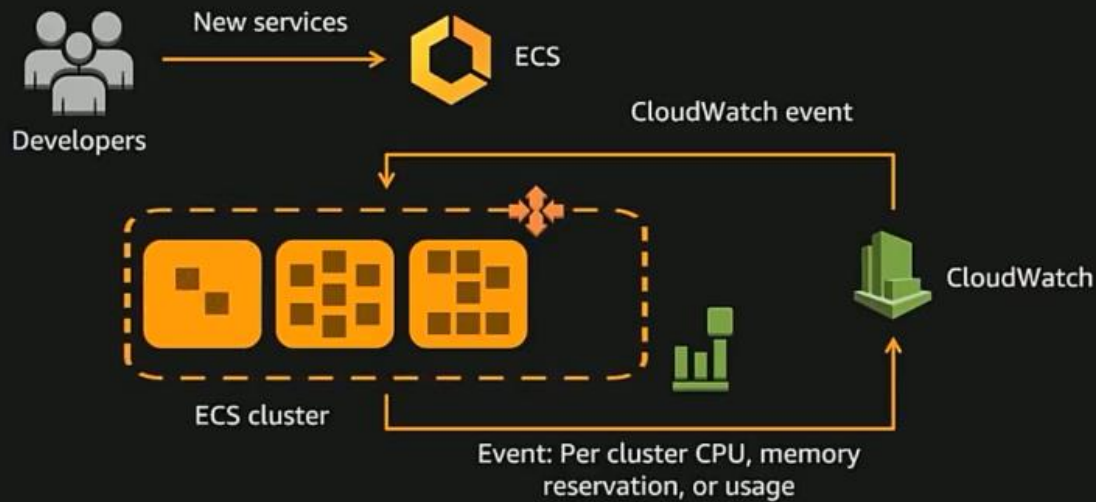 New services
ECS
Developers
CloudWatch event
CloudWatch
ECS cluster
Event: Per cluster CPU, memory
reservation, or usage